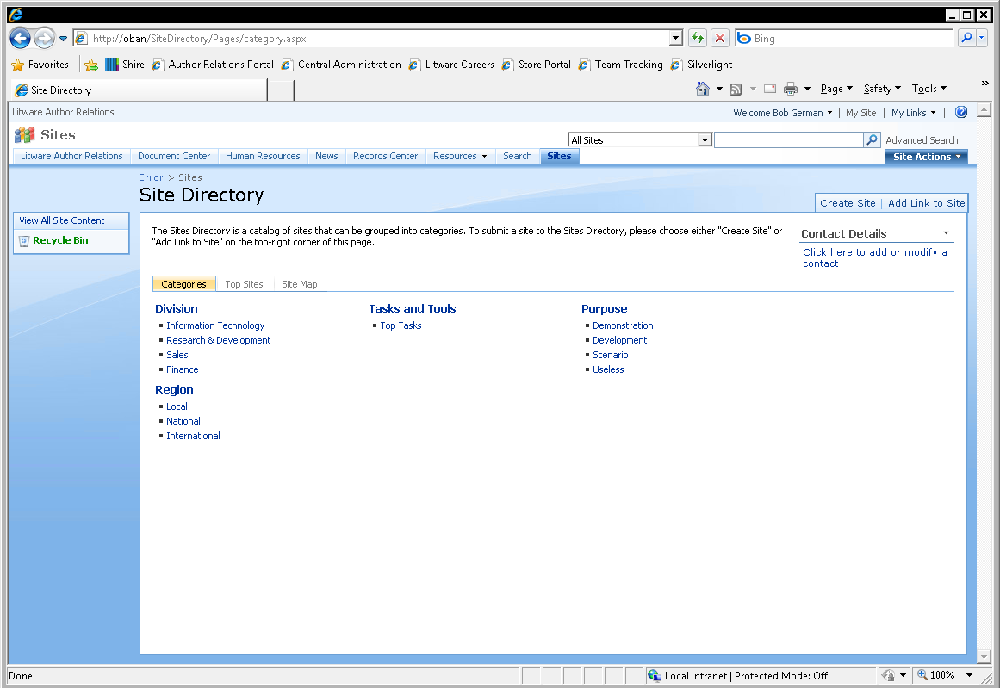 http://oban/SiteDirectory/Pages/category.aspx
Bing
Favorites Shire Author Relations Portal Central Administration Litware Careers Store Portal Team Tracking Silverlight
Site Directory
Page Safety Tools »
Litware Author Relations
Welcome Bob German | My Site | My Links |
Sites
All Sites
Advanced Search
Litware Author Relations Document Center Human Resources News Records Center Resources Search Sites
Site Actions
Error > Sites
Site Directory
Create Site | Add Link to Site
View All Site Content
Recycle Bin
The Sites Directory is a catalog of sites that can be grouped into categories. To submit a site to the Sites Directory, please choose either "Create Site" or
"Add Link to Site" on the top-right corner of this page.
Contact Details
Click here to add or modify a
contact
Categories Top Sites Site Map
Division
Information Technology
Research & Development
Sales
Finance
Region
Local
National
International
Tasks and Tools
Top Tasks
Purpose
Demonstration
Development
Scenario
Useless
Done
Local intranet | Protected Mode: Off
100%